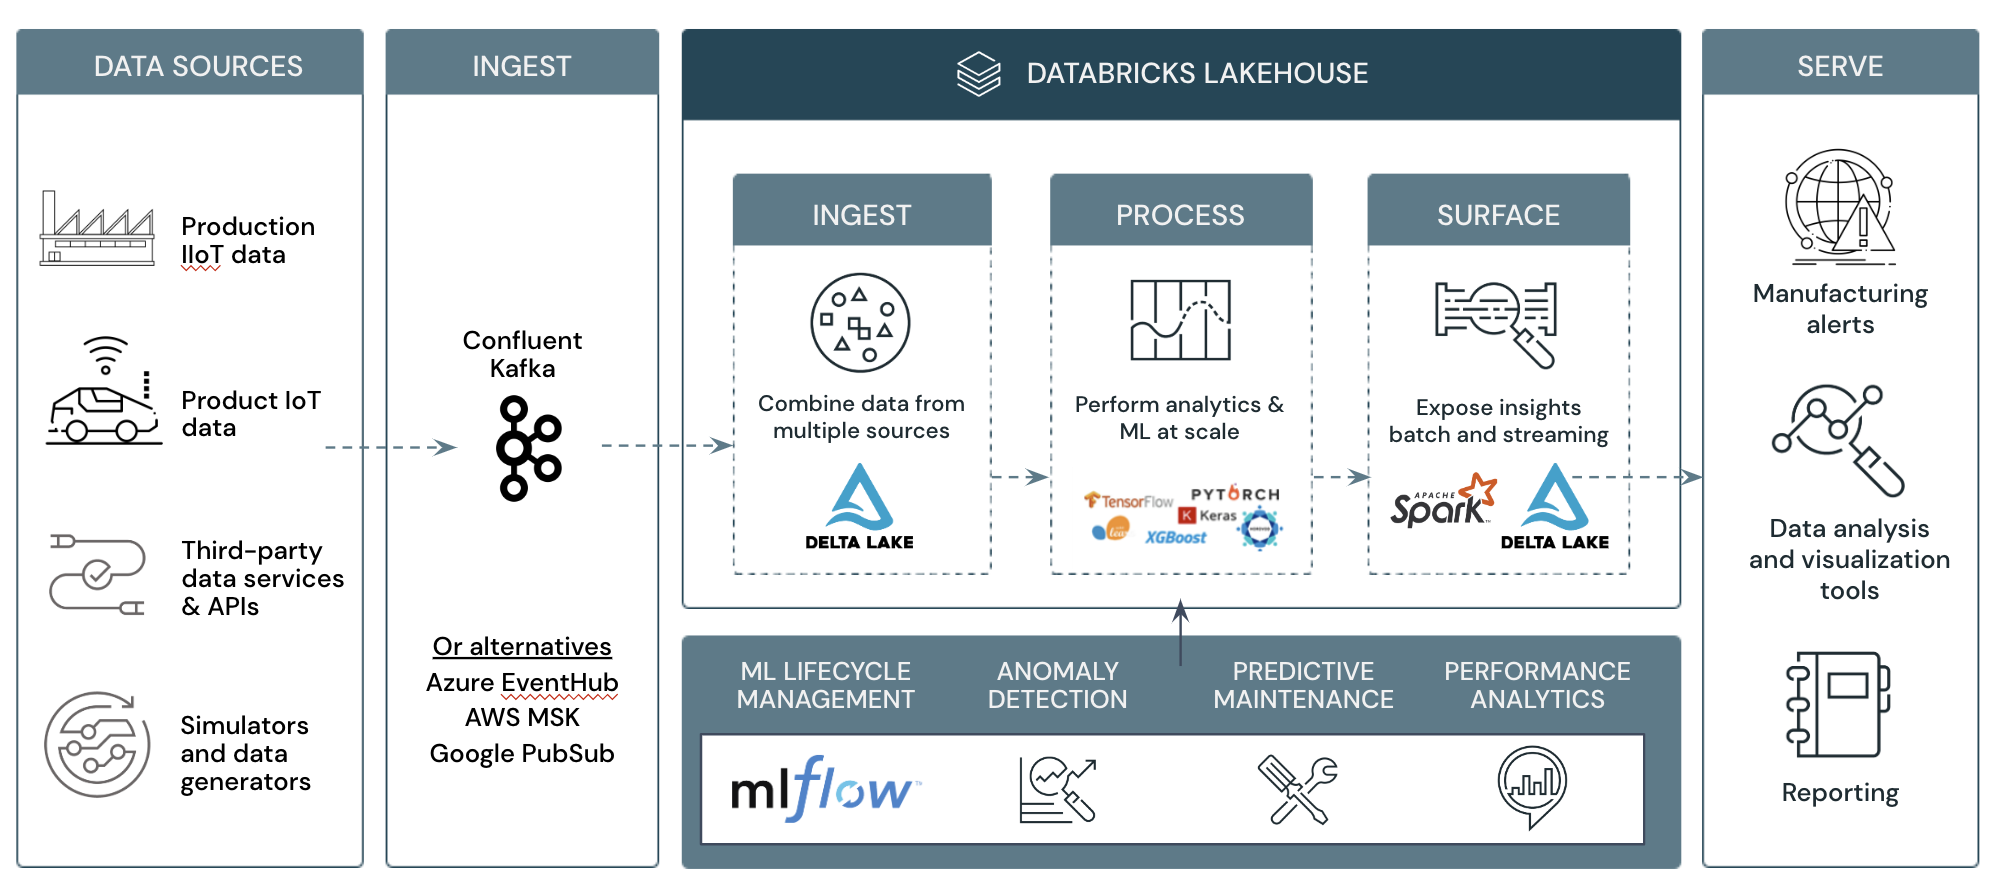 DATA SOURCES
Production
IIoT data
Product IoT
data
Third-party
data services
& APIs
Simulators
and data
generators
INGEST
Confluent
Kafka
Or alternatives
Azure EventHub
AWS MSK
Google PubSub
DATABRICKS LAKEHOUSE
INGEST
Combine data from
multiple sources
DELTA LAKE
PROCESS
Perform analytics &
ML at scale
TensorFlow
PYTORCH
Keras
XGBoost
SURFACE
Expose insights
batch and streaming
APACHE
Spark™
DELTA LAKE
ML LIFECYCLE
MANAGEMENT
mlflow™
ANOMALY
DETECTION
PREDICTIVE
MAINTENANCE
PERFORMANCE
ANALYTICS
SERVE
Manufacturing
alerts
Data analysis
and visualization
tools
Reporting